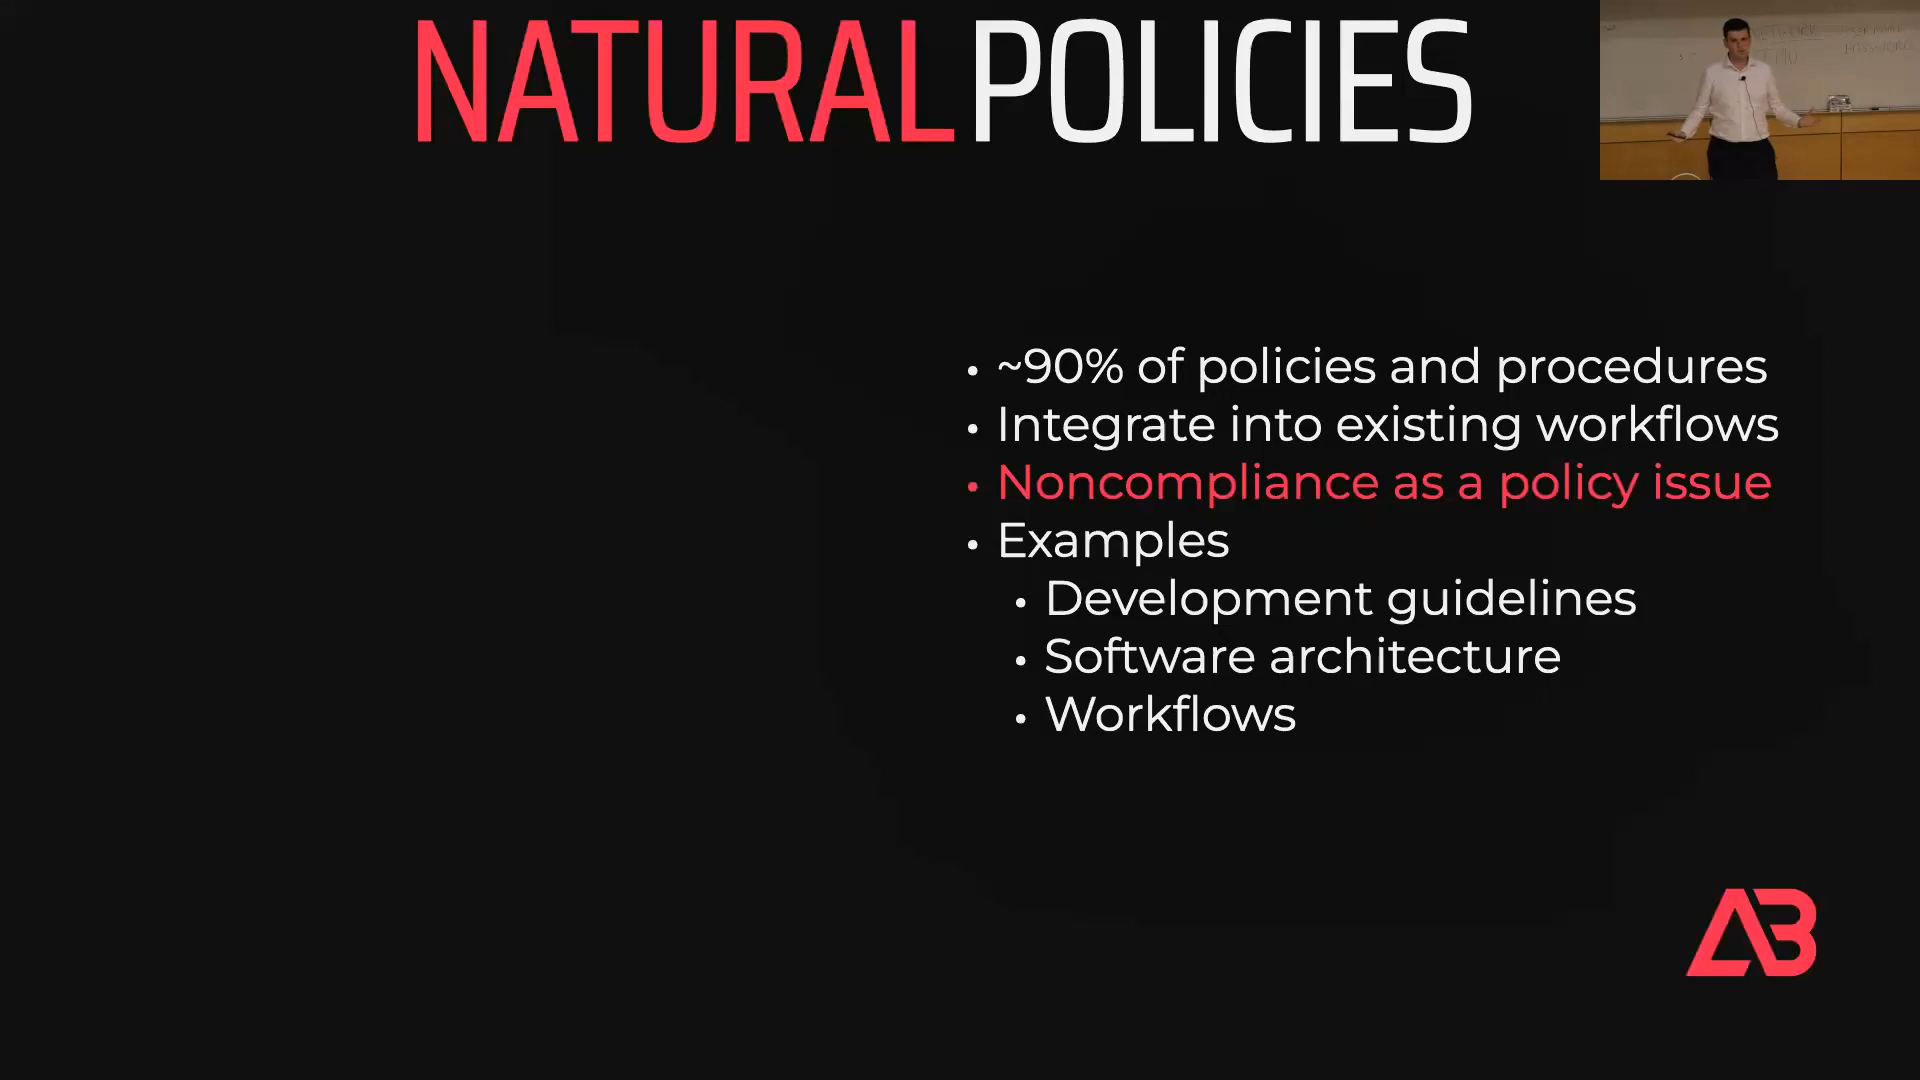 NATURALPOLICIES
• ~90% of policies and procedures
• Integrate into existing workflows
• Noncompliance as a policy issue
• Examples
• Development guidelines
• Software architecture
• Workflows
AB